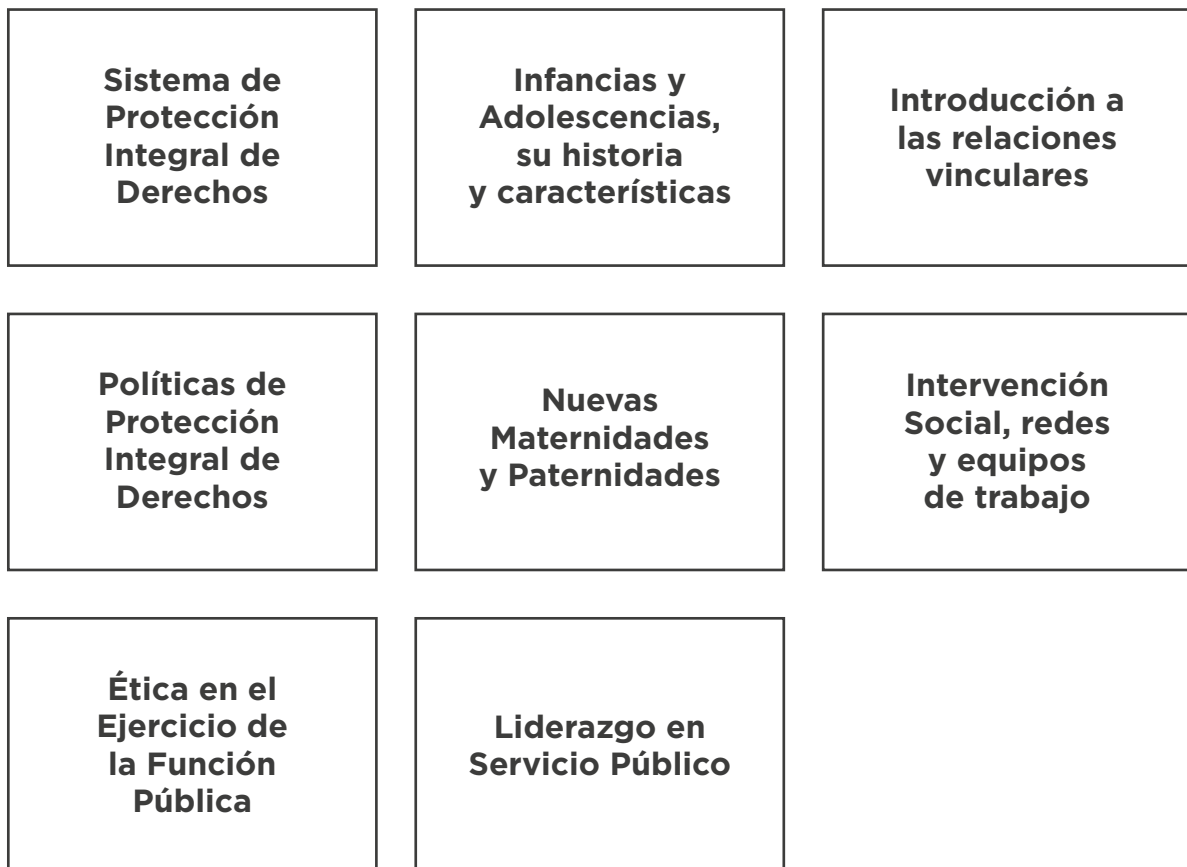 Sistema de
Protección
Integral de
Derechos
Infancias y
Adolescencias,
su historia
y características
Introducción a
las relaciones
vinculares
Políticas de
Protección
Integral de
Derechos
Nuevas
Maternidades
y Paternidades
Intervención
Social, redes
y equipos
de trabajo
Ética en el
Ejercicio de
la Función
Pública
Liderazgo en
Servicio Público